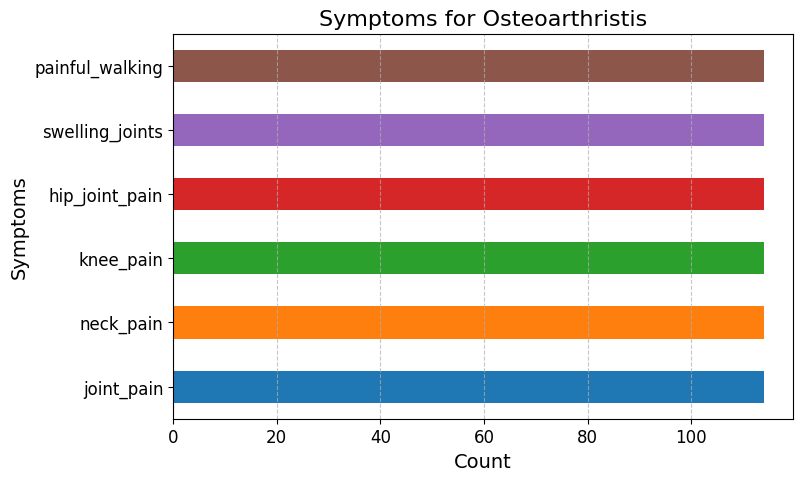 Symptoms for Osteoarthristis
painful_walking
swelling_joints
hip_joint_pain
knee_pain
neck_pain
joint_pain
Symptoms
0 20 40 60 80 100
Count